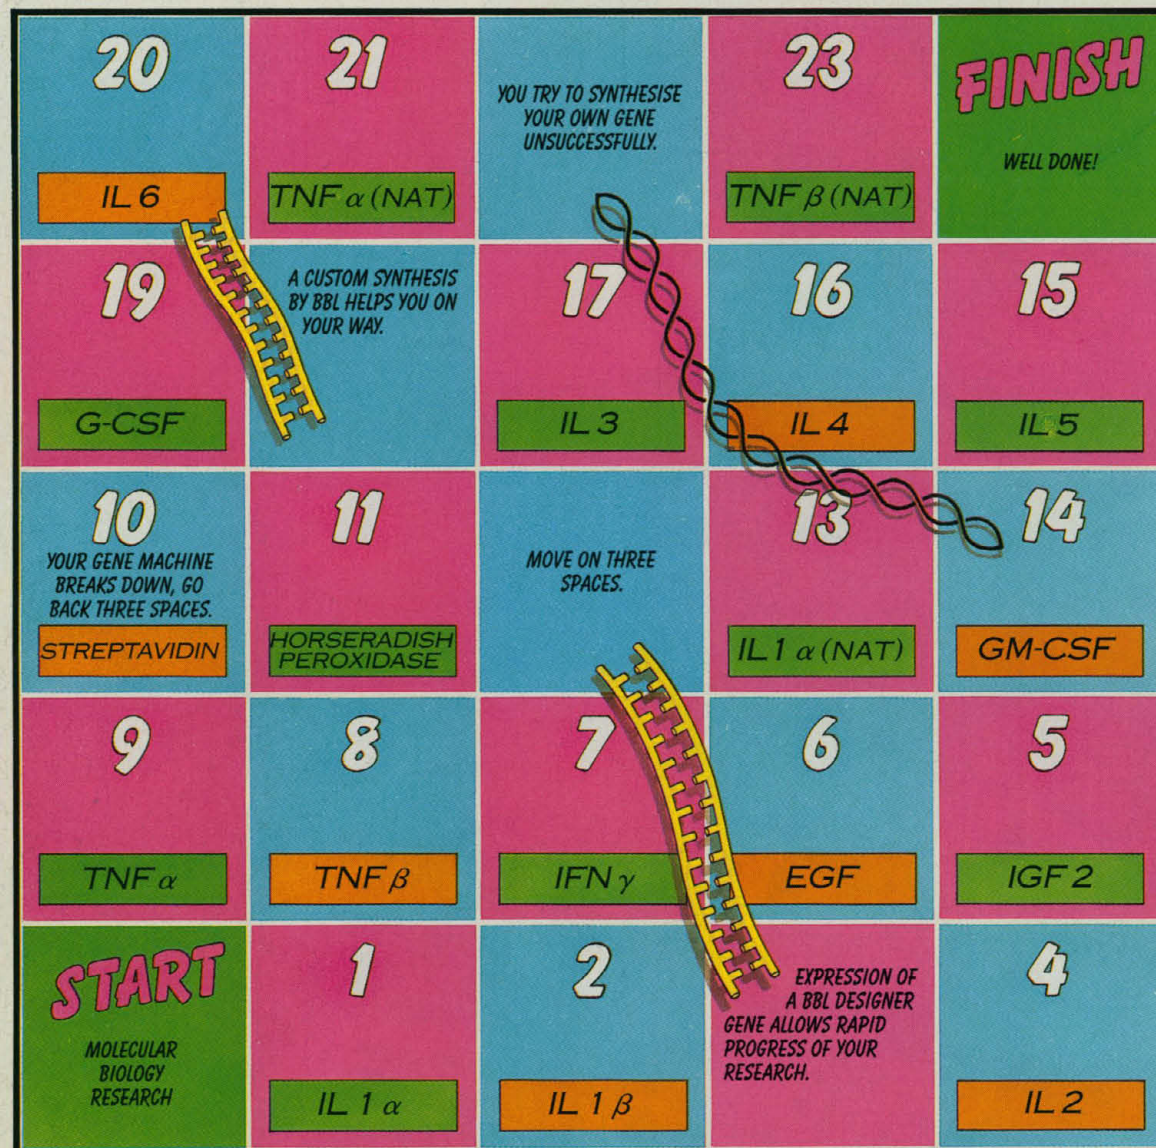 20
IL 6
21
TNF α (NAT)
YOU TRY TO SYNTHESISE
YOUR OWN GENE
UNSUCCESSFULLY.
23
TNF β (NAT)
FINISH
WELL DONE!
19
G-CSF
A CUSTOM SYNTHESIS
BY BBL HELPS YOU ON
YOUR WAY.
17
IL 3
16
IL 4
15
IL 5
10
YOUR GENE MACHINE
BREAKS DOWN, GO
BACK THREE SPACES.
STREPTAVIDIN
11
HORSERADISH
PEROXIDASE
MOVE ON THREE
SPACES.
13
IL 1 α (NAT)
14
GM-CSF
9
TNF α
8
TNF β
7
IFN γ
6
EGF
5
IGF 2
START
MOLECULAR
BIOLOGY
RESEARCH
1
IL 1 α
2
IL 1 β
EXPRESSION OF
A BBL DESIGNER
GENE ALLOWS RAPID
PROGRESS OF YOUR
RESEARCH.
4
IL 2